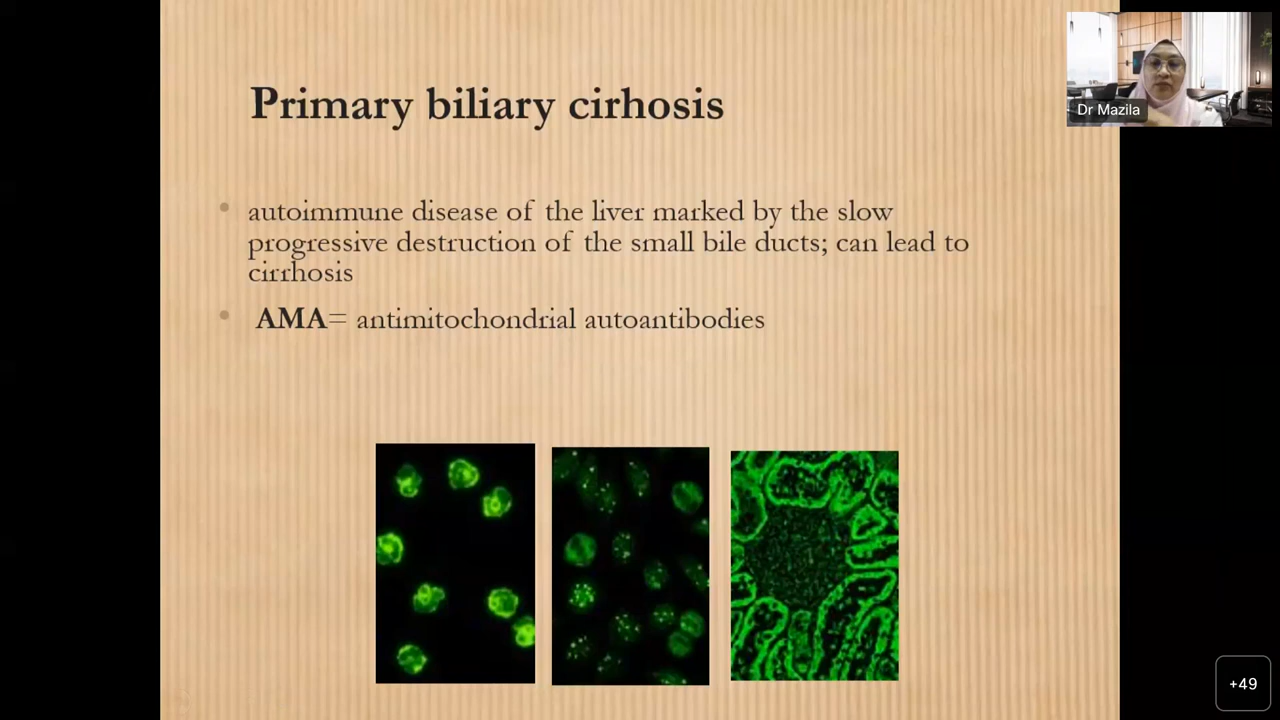 Primary biliary cirhosis
autoimmune disease of the liver marked by the slow
progressive destruction of the small bile ducts; can lead to
cirrhosis
AMA= antimitochondrial autoantibodies
Dr Mazila
+49